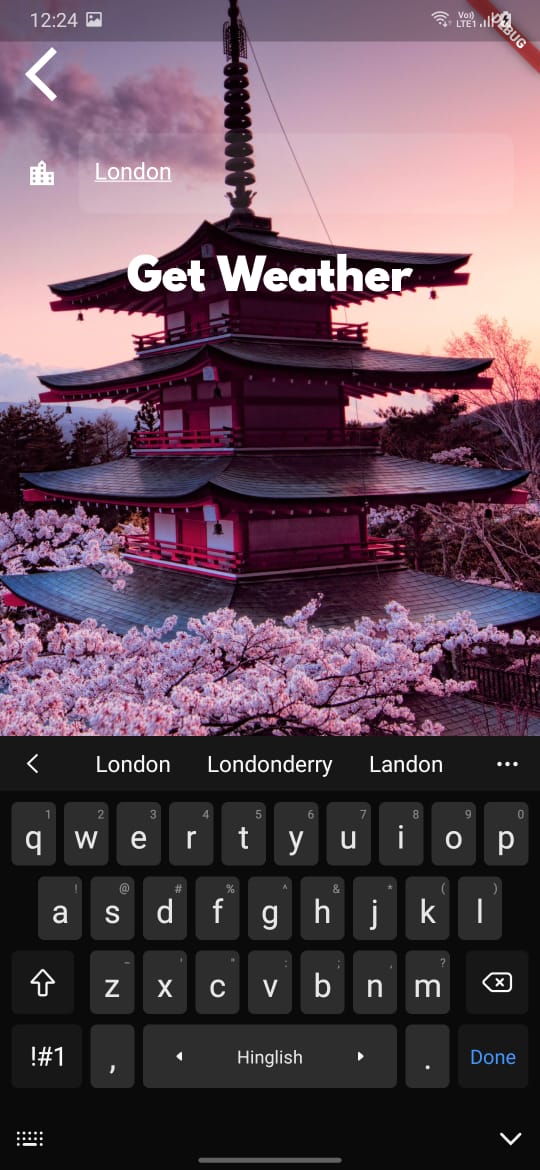 12:24 Vo)) LTE1
DEBUG
London
Get Weather
London Londonderry Landon ...
1 2 3 4 5 6 7 8 9 0
q w e r t y u i o p
! @ # % ^ & * ( )
a s d f g h j k l
- ' " : ; , ?
z x c v b n m
!#1 , Hinglish . Done